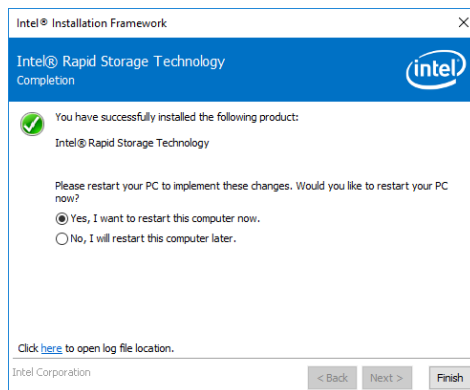 Intel® Installation Framework
Intel® Rapid Storage Technology
Completion
intel
You have successfully installed the following product:
Intel® Rapid Storage Technology
Please restart your PC to implement these changes. Would you like to restart your PC
now?
Yes, I want to restart this computer now.
No, I will restart this computer later.
Click here to open log file location.
Intel Corporation
< Back
Next >
Finish